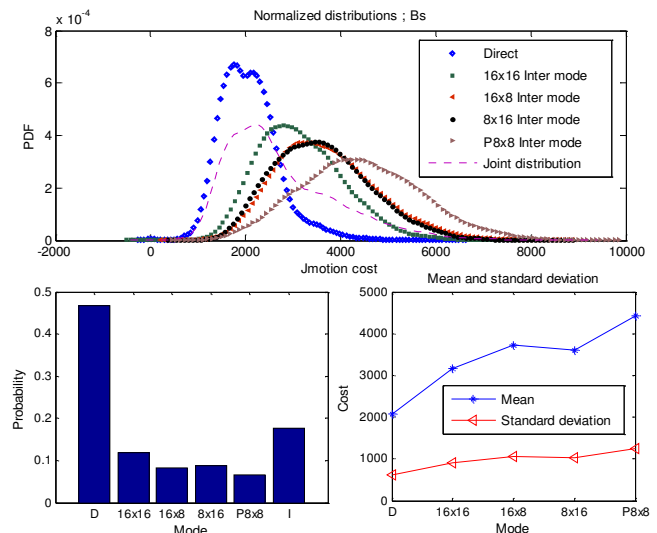 Normalized distributions ; Bs
8 x 10^-4
6
4
2
0
PDF
Direct
16x16 Inter mode
16x8 Inter mode
8x16 Inter mode
P8x8 Inter mode
Joint distribution
-2000 0 2000 4000 6000 8000 10000
Jmotion cost
0.5
0.4
0.3
0.2
0.1
0
Probability
D 16x16 16x8 8x16 P8x8 I
Mode
Mean and standard deviation
5000
4000
3000
2000
1000
0
Cost
Mean
Standard deviation
D 16x16 16x8 8x16 P8x8
Mode